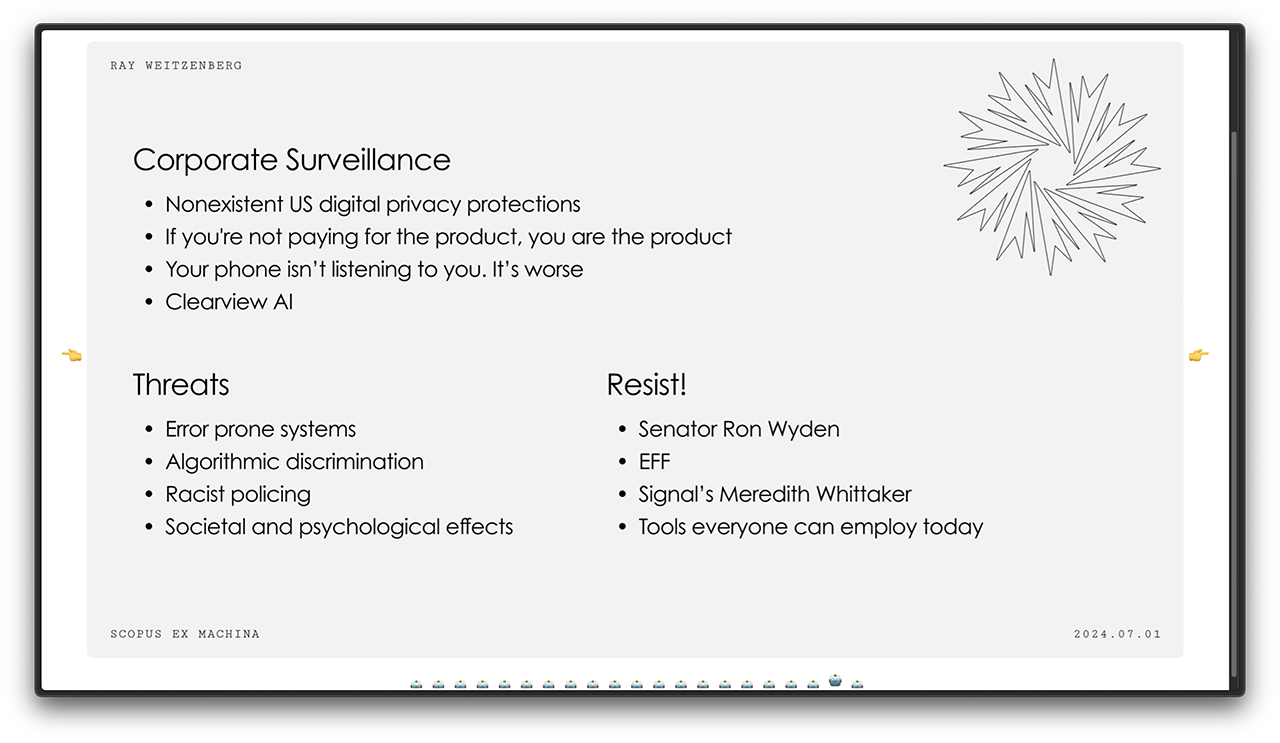 RAY WEITZENBERG
Corporate Surveillance
• Nonexistent US digital privacy protections
• If you're not paying for the product, you are the product
• Your phone isn’t listening to you. It’s worse
• Clearview AI
Threats
• Error prone systems
• Algorithmic discrimination
• Racist policing
• Societal and psychological effects
Resist!
• Senator Ron Wyden
• EFF
• Signal’s Meredith Whittaker
• Tools everyone can employ today
SCOPUS EX MACHINA
2024.07.01